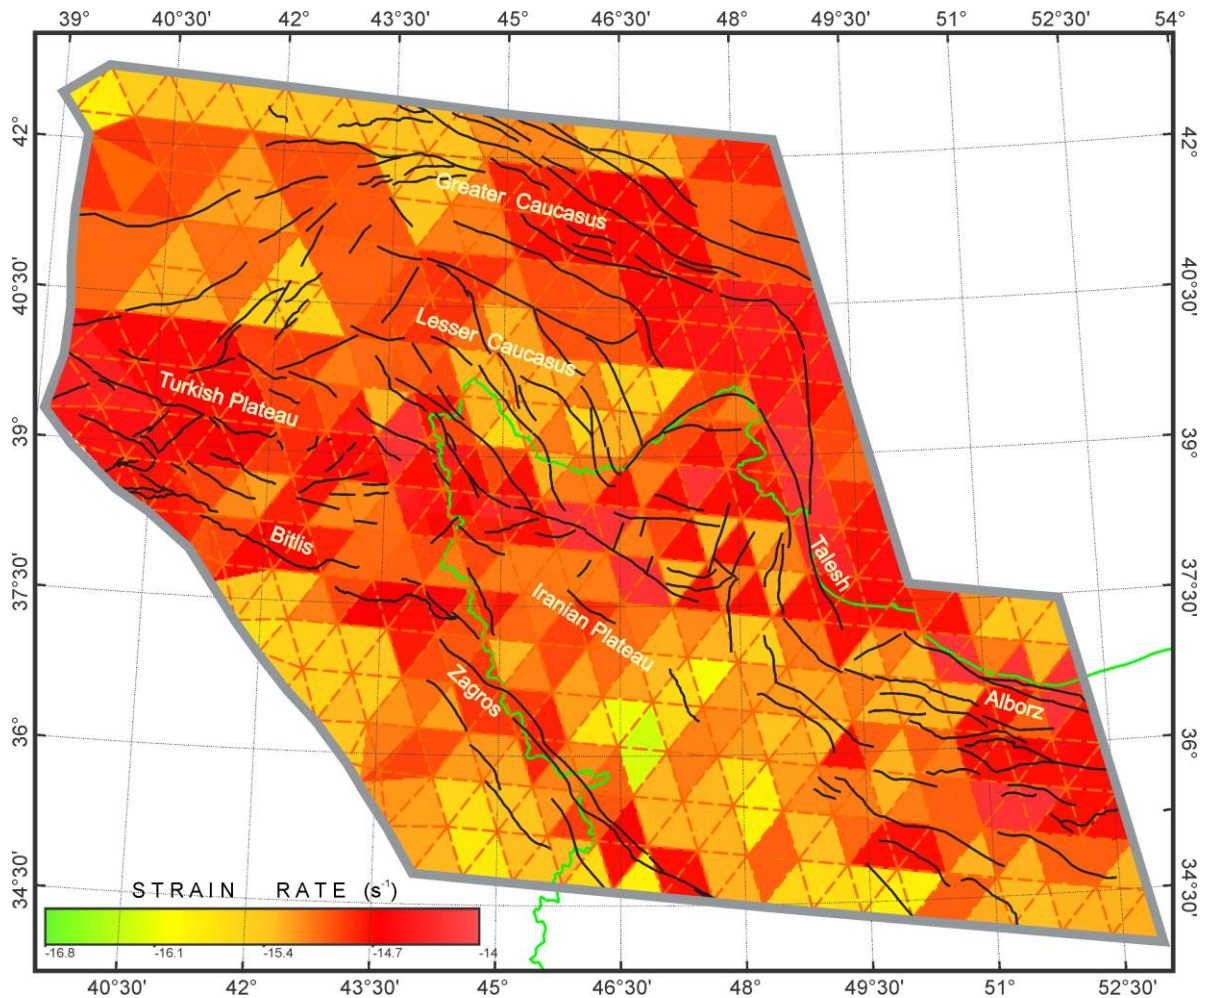 39° 40°30' 42° 43°30' 45° 46°30' 48° 49°30' 51° 52°30' 54°
42° 42°
Greater Caucasus
40°30' 40°30'
Lesser Caucasus
Turkish Plateau
39° 39°
Bitlis
Talesh
37°30' 37°30'
Iranian Plateau
Zagros
Alborz
36° 36°
34°30' 34°30'
STRAIN RATE (s⁻¹)
-16.8 -16.1 -15.4 -14.7 -14
40°30' 42° 43°30' 45° 46°30' 48° 49°30' 51° 52°30'